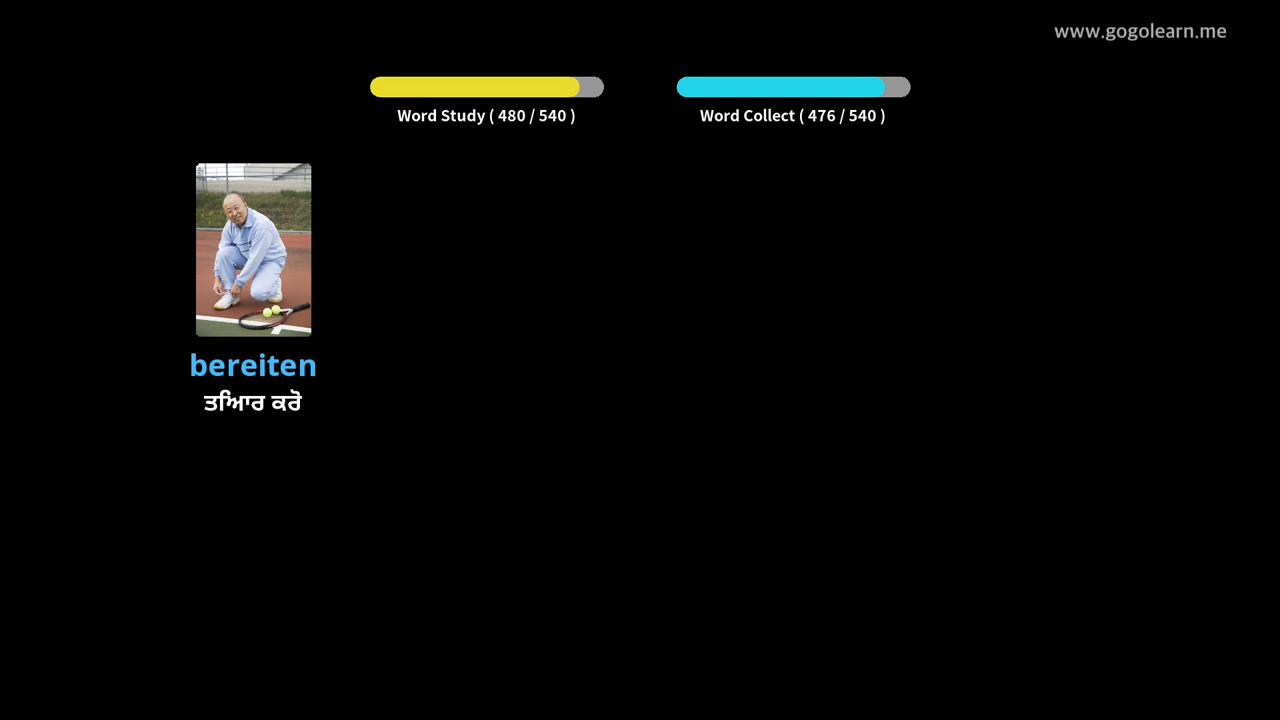 www.gogolearn.me
Word Study ( 480 / 540 )
Word Collect ( 476 / 540 )
bereiten
ਤਿਆਰ ਕਰੋ